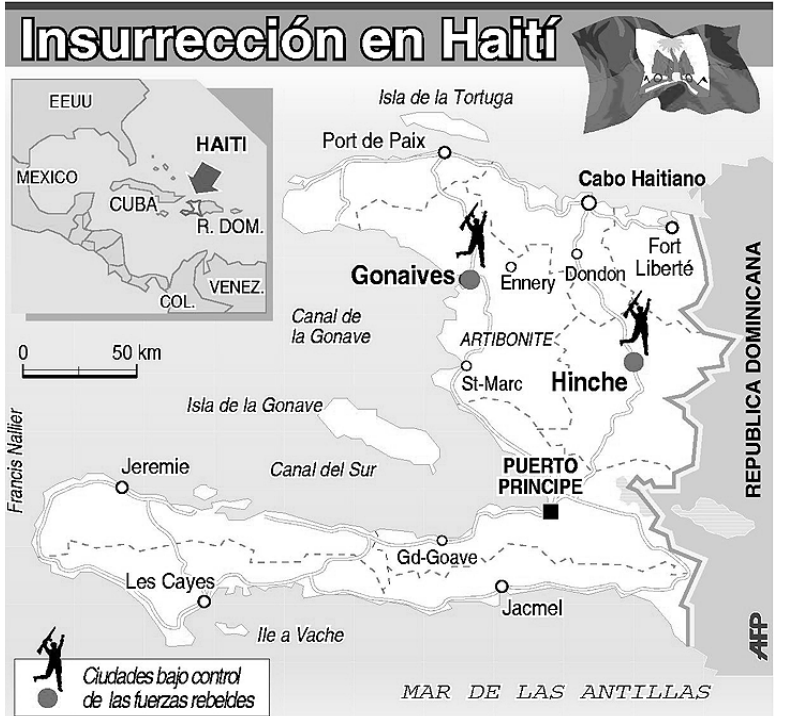 Insurrección en Haití
EEUU
MEXICO
HAITI
CUBA
R. DOM.
VENEZ.
COL.
0 50 km
Isla de la Tortuga
Port de Paix
Cabo Haitiano
Fort
Liberté
Gonaives
Ennery
Dondon
Canal de
la Gonave
ARTIBONITE
St-Marc
Hinche
REPUBLICA DOMINICANA
Isla de la Gonave
Francis Nallier
Canal del Sur
Jeremie
PUERTO
PRINCIPE
Gd-Goave
Les Cayes
Jacmel
Ile a Vache
AFP
Ciudades bajo control
de las fuerzas rebeldes
MAR DE LAS ANTILLAS